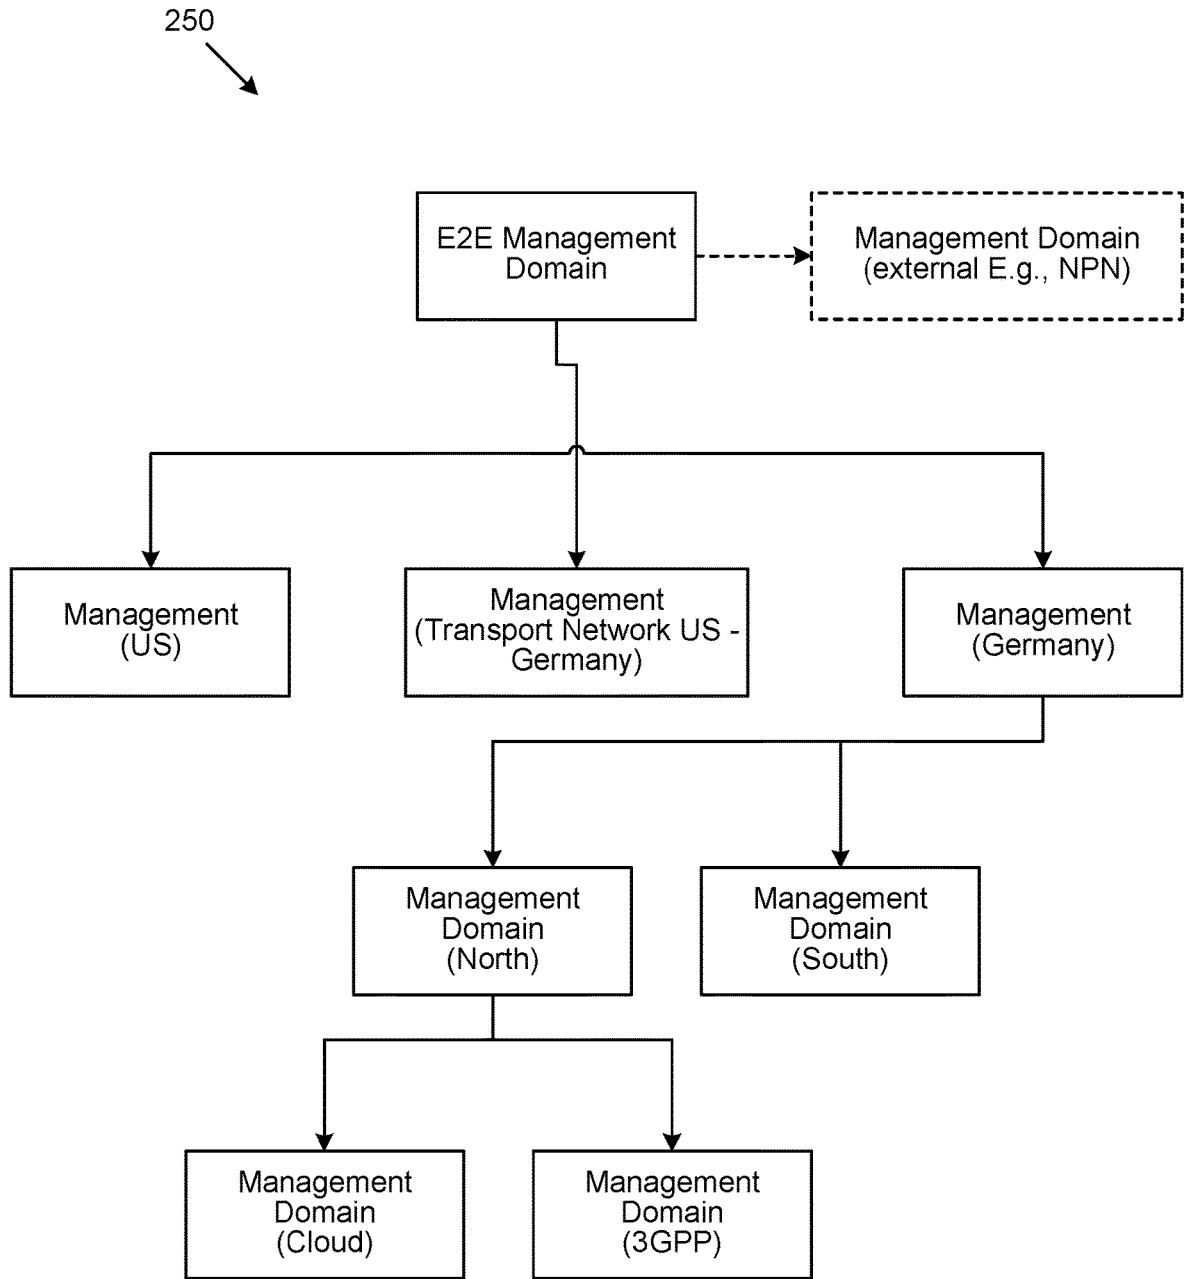 250
E2E Management
Domain
Management Domain
(external E.g., NPN)
Management
(US)
Management
(Transport Network US -
Germany)
Management
(Germany)
Management
Domain
(North)
Management
Domain
(South)
Management
Domain
(Cloud)
Management
Domain
(3GPP)